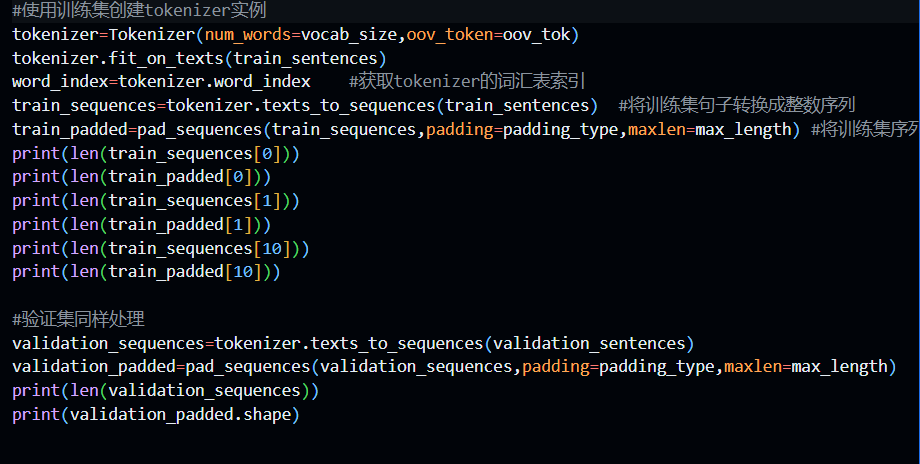 #使用训练集创建tokenizer实例
tokenizer=Tokenizer(num_words=vocab_size,oov_token=oov_tok)
tokenizer.fit_on_texts(train_sentences)
word_index=tokenizer.word_index    #获取tokenizer的词汇表索引
train_sequences=tokenizer.texts_to_sequences(train_sentences)  #将训练集句子转换成整数序列
train_padded=pad_sequences(train_sequences,padding=padding_type,maxlen=max_length) #将训练集序列
print(len(train_sequences[0]))
print(len(train_padded[0]))
print(len(train_sequences[1]))
print(len(train_padded[1]))
print(len(train_sequences[10]))
print(len(train_padded[10]))
#验证集同样处理
validation_sequences=tokenizer.texts_to_sequences(validation_sentences)
validation_padded=pad_sequences(validation_sequences,padding=padding_type,maxlen=max_length)
print(len(validation_sequences))
print(validation_padded.shape)